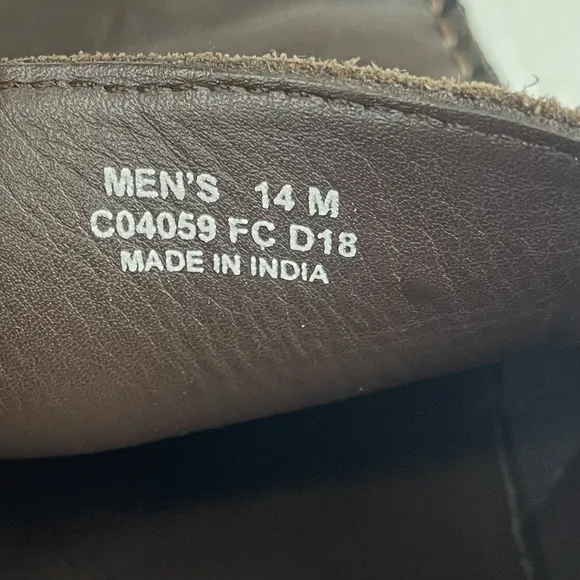 MEN'S 14 M
C04059 FC D18
MADE IN INDIA